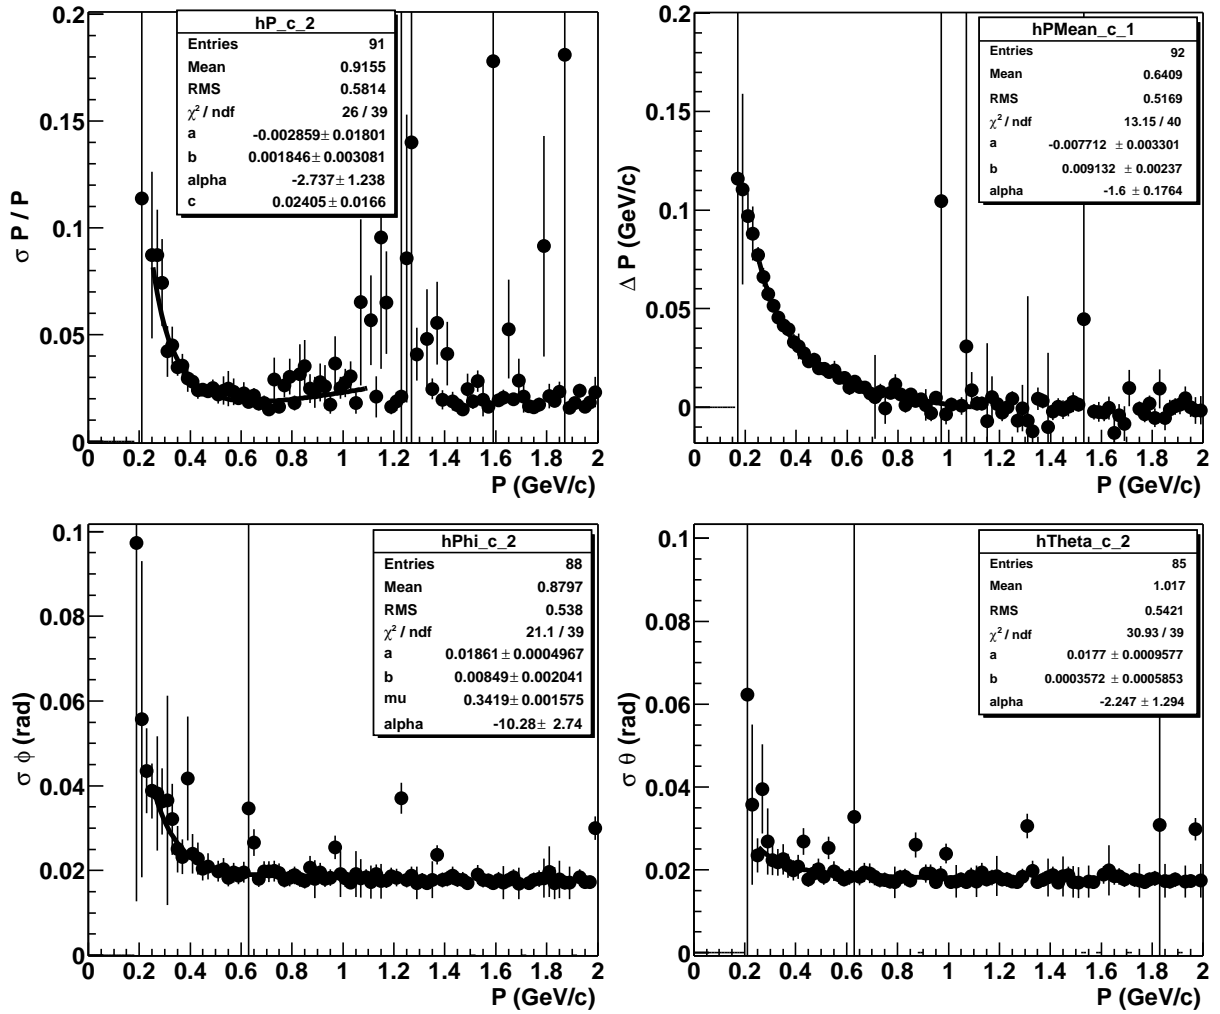 hP_c_2
Entries 91
Mean 0.9155
RMS 0.5814
χ² / ndf 26 / 39
a -0.002859 ± 0.01801
b 0.001846 ± 0.003081
alpha -2.737 ± 1.238
c 0.02405 ± 0.0166
σ P / P
0.2
0.15
0.1
0.05
0
0 0.2 0.4 0.6 0.8 1 1.2 1.4 1.6 1.8 2
P (GeV/c)
hPMean_c_1
Entries 92
Mean 0.6409
RMS 0.5169
χ² / ndf 13.15 / 40
a -0.007712 ± 0.003301
b 0.009132 ± 0.00237
alpha -1.6 ± 0.1764
Δ P (GeV/c)
0.2
0.15
0.1
0.05
0
0 0.2 0.4 0.6 0.8 1 1.2 1.4 1.6 1.8 2
P (GeV/c)
hPhi_c_2
Entries 88
Mean 0.8797
RMS 0.538
χ² / ndf 21.1 / 39
a 0.01861 ± 0.0004967
b 0.00849 ± 0.002041
mu 0.3419 ± 0.001575
alpha -10.28 ± 2.74
σ ϕ (rad)
0.1
0.08
0.06
0.04
0.02
0
0 0.2 0.4 0.6 0.8 1 1.2 1.4 1.6 1.8 2
P (GeV/c)
hTheta_c_2
Entries 85
Mean 1.017
RMS 0.5421
χ² / ndf 30.93 / 39
a 0.0177 ± 0.0009577
b 0.0003572 ± 0.0005853
alpha -2.247 ± 1.294
σ θ (rad)
0.1
0.08
0.06
0.04
0.02
0
0 0.2 0.4 0.6 0.8 1 1.2 1.4 1.6 1.8 2
P (GeV/c)